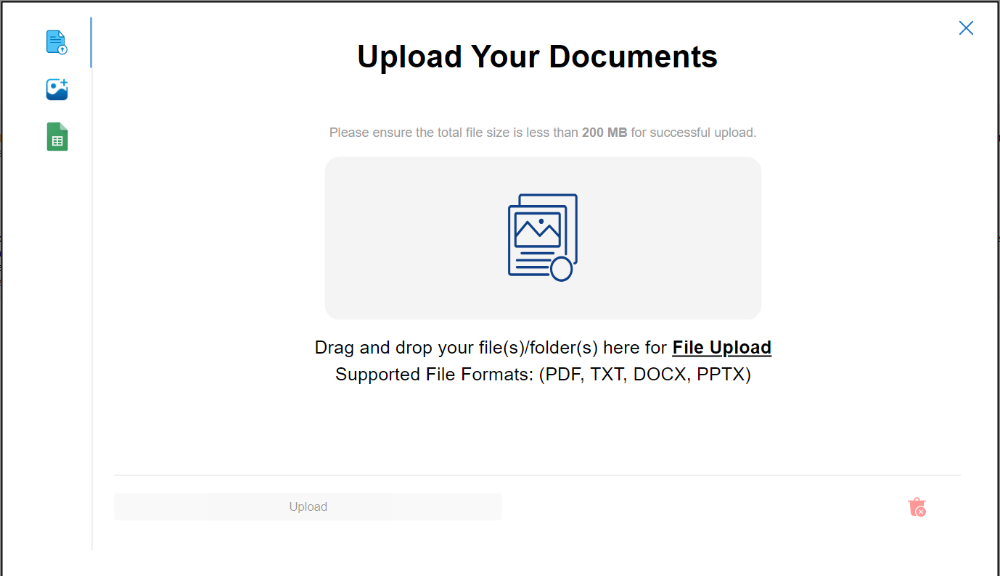 Upload Your Documents
Please ensure the total file size is less than 200 MB for successful upload.
Drag and drop your file(s)/folder(s) here for File Upload
Supported File Formats: (PDF, TXT, DOCX, PPTX)
Upload